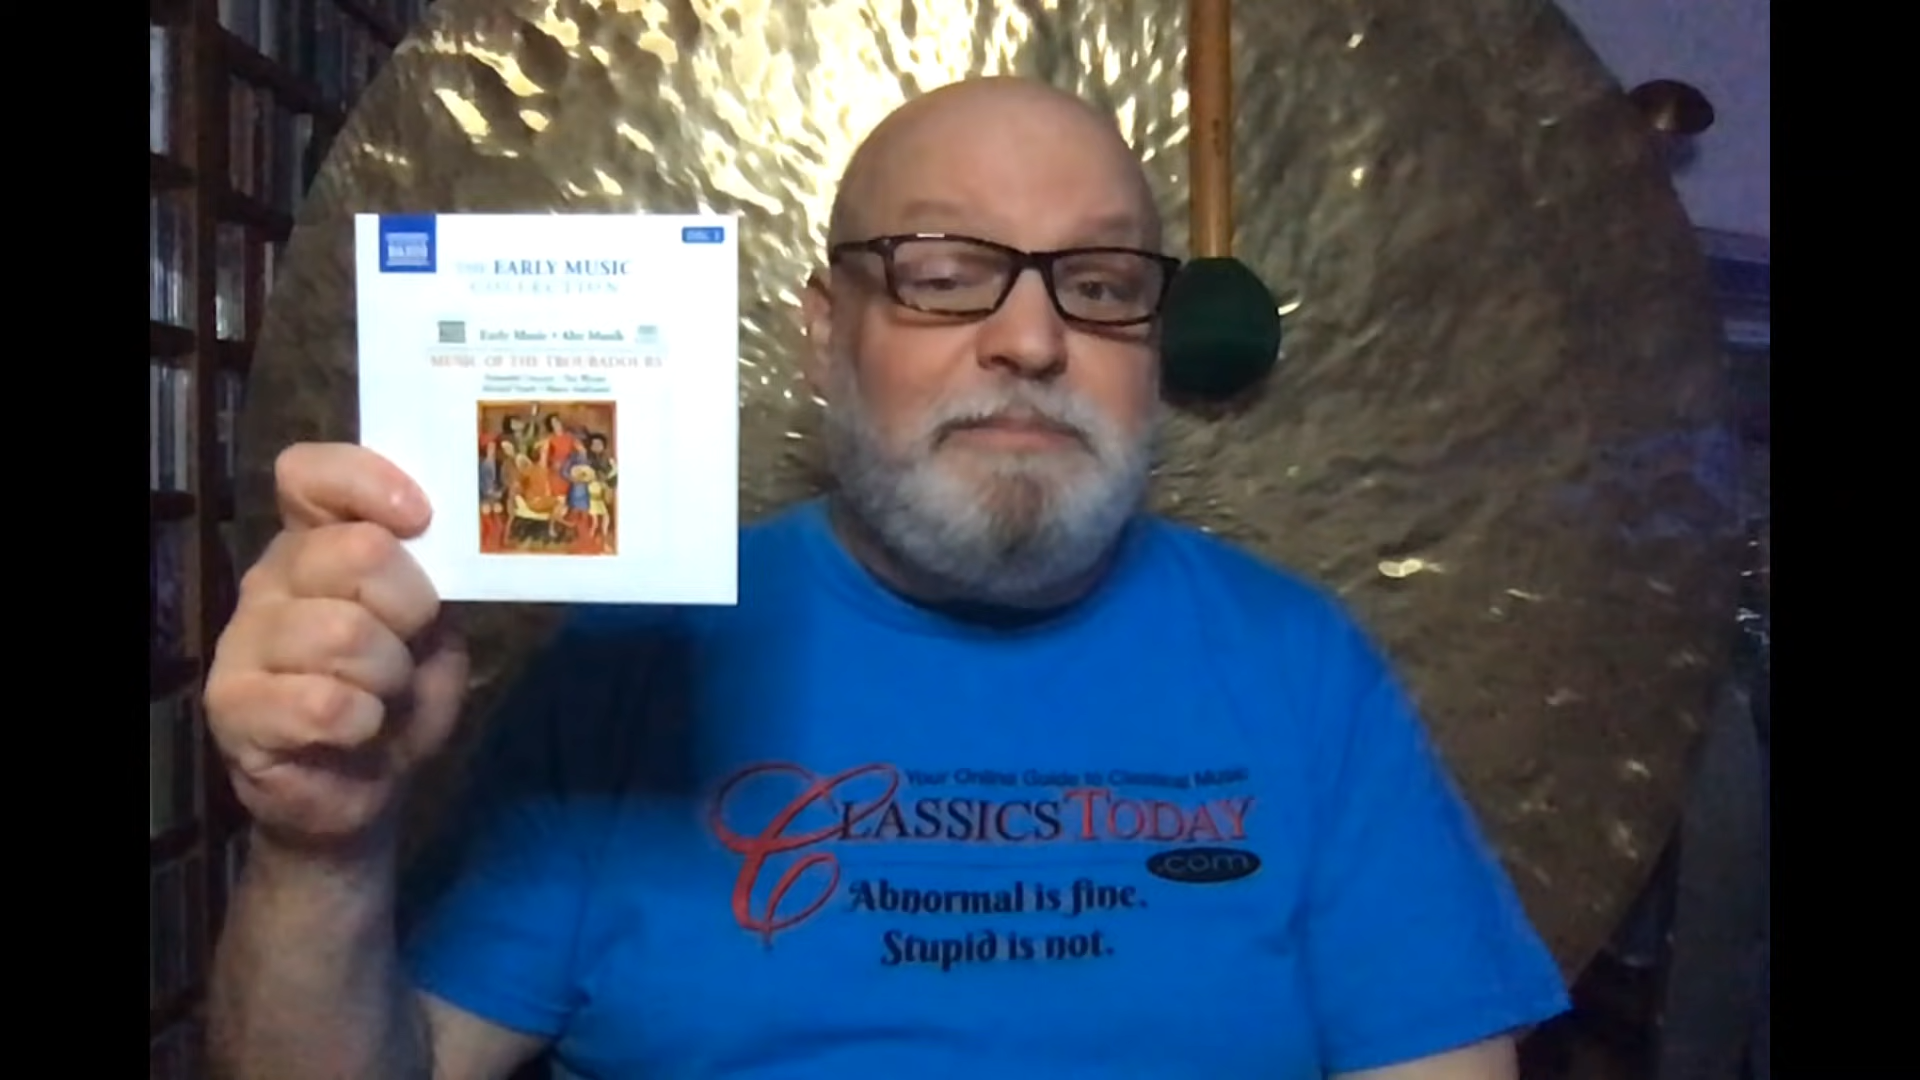 NAXOS
DISC 3
THE EARLY MUSIC
COLLECTION
Early Music • Alte Musik
MUSIC OF THE TROUBADOURS
Your Online Guide to Classical Music
CLASSICSTODAY
.com
Abnormal is fine.
Stupid is not.